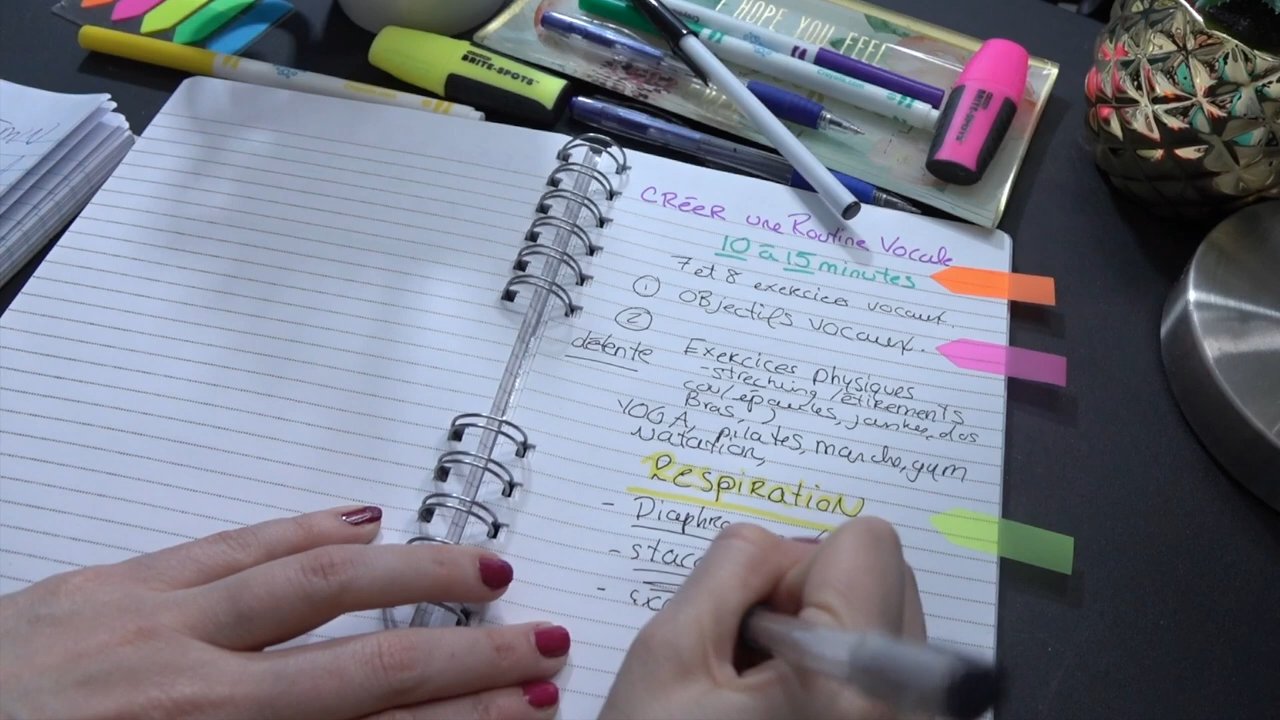 I HOPE YOU FEEL
BRITE-SPOTS
BRITE-SPOTS
CRÉER une Routine Vocale
10 à 15 minutes
7 et 8 exercices vocaux.
① OBJectifs vocaux.
②
détente
Exercices physiques
-streching /étirements
cou/épaules, jambes, dos
Bras,
YOGA, pilates, marche, gym
Natation,
Respiration
- Diaphra
- stacc